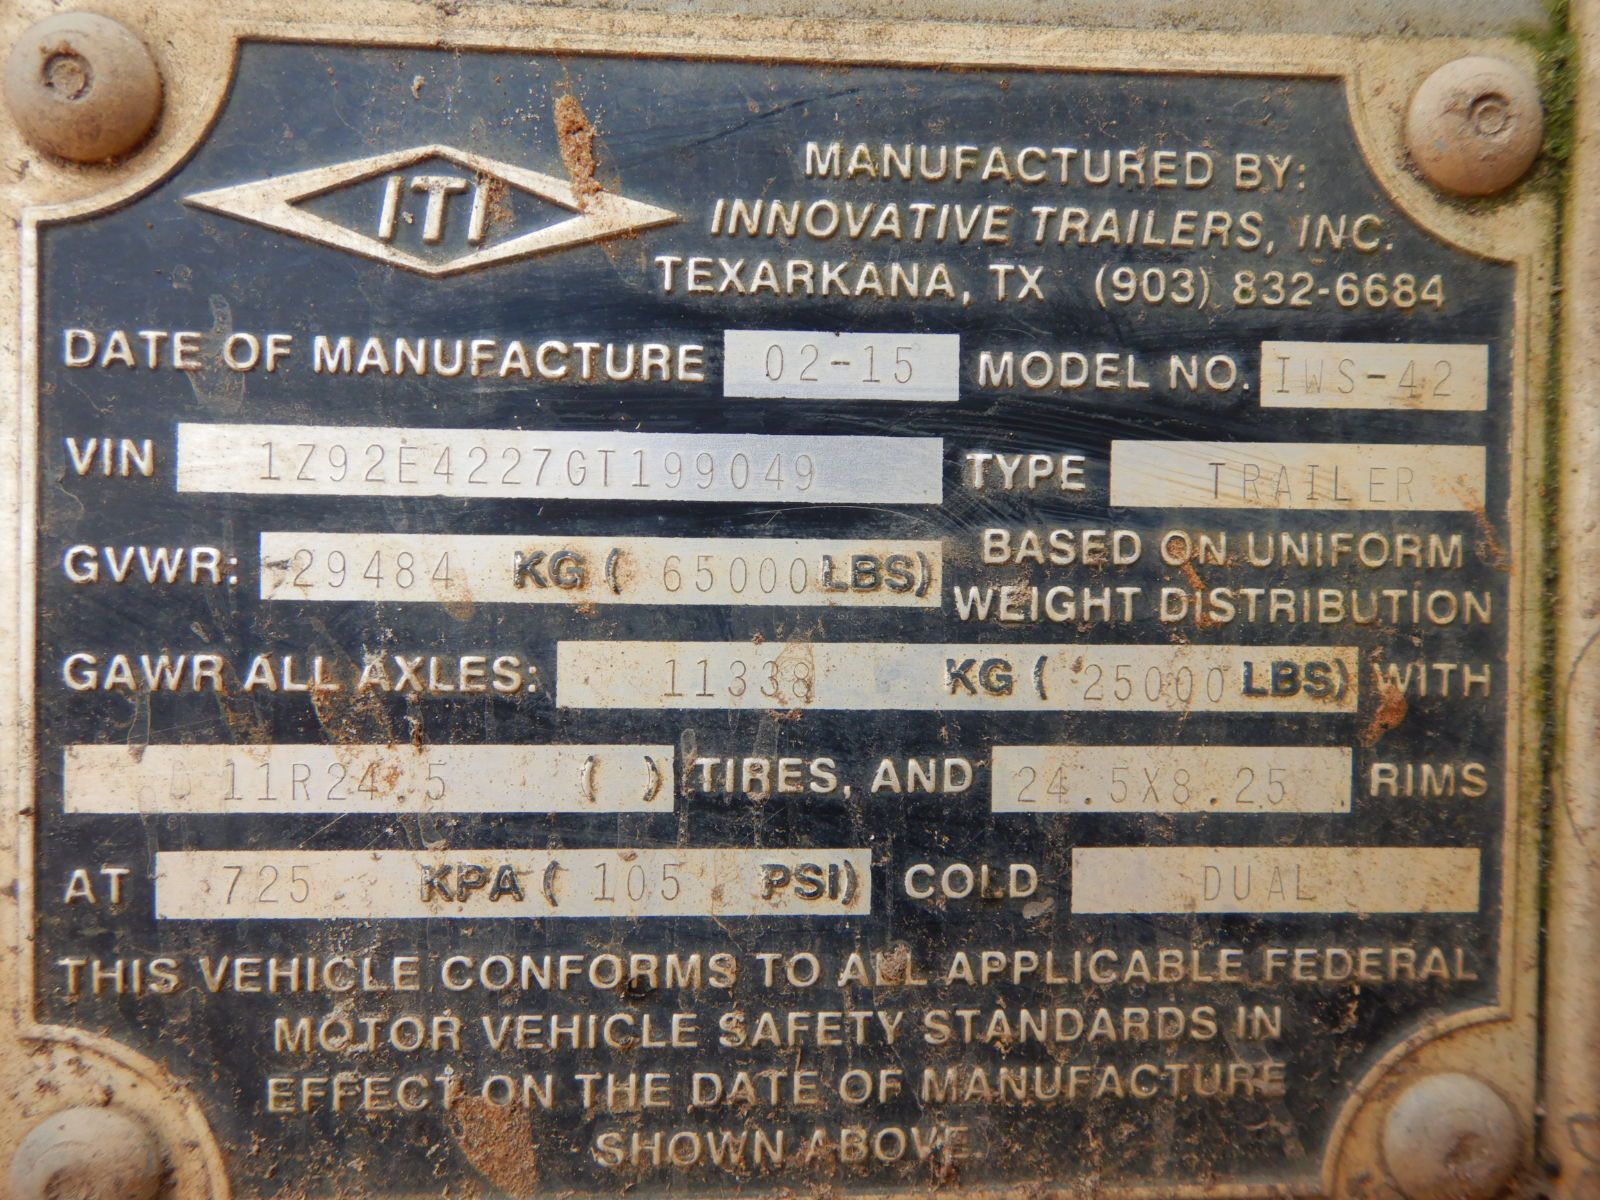 ITI
MANUFACTURED BY:
INNOVATIVE TRAILERS, INC.
TEXARKANA, TX (903) 832-6684
DATE OF MANUFACTURE 02-15 MODEL NO. IWS-42
VIN 1Z92E4227GT199049 TYPE TRAILER
GVWR: 29484 KG ( 65000 LBS) BASED ON UNIFORM
WEIGHT DISTRIBUTION
GAWR ALL AXLES: 11338 KG ( 25000 LBS) WITH
11R24.5 ( ) TIRES, AND 24.5X8.25 RIMS
AT 725 KPA ( 105 PSI) COLD DUAL
THIS VEHICLE CONFORMS TO ALL APPLICABLE FEDERAL
MOTOR VEHICLE SAFETY STANDARDS IN
EFFECT ON THE DATE OF MANUFACTURE
SHOWN ABOVE.